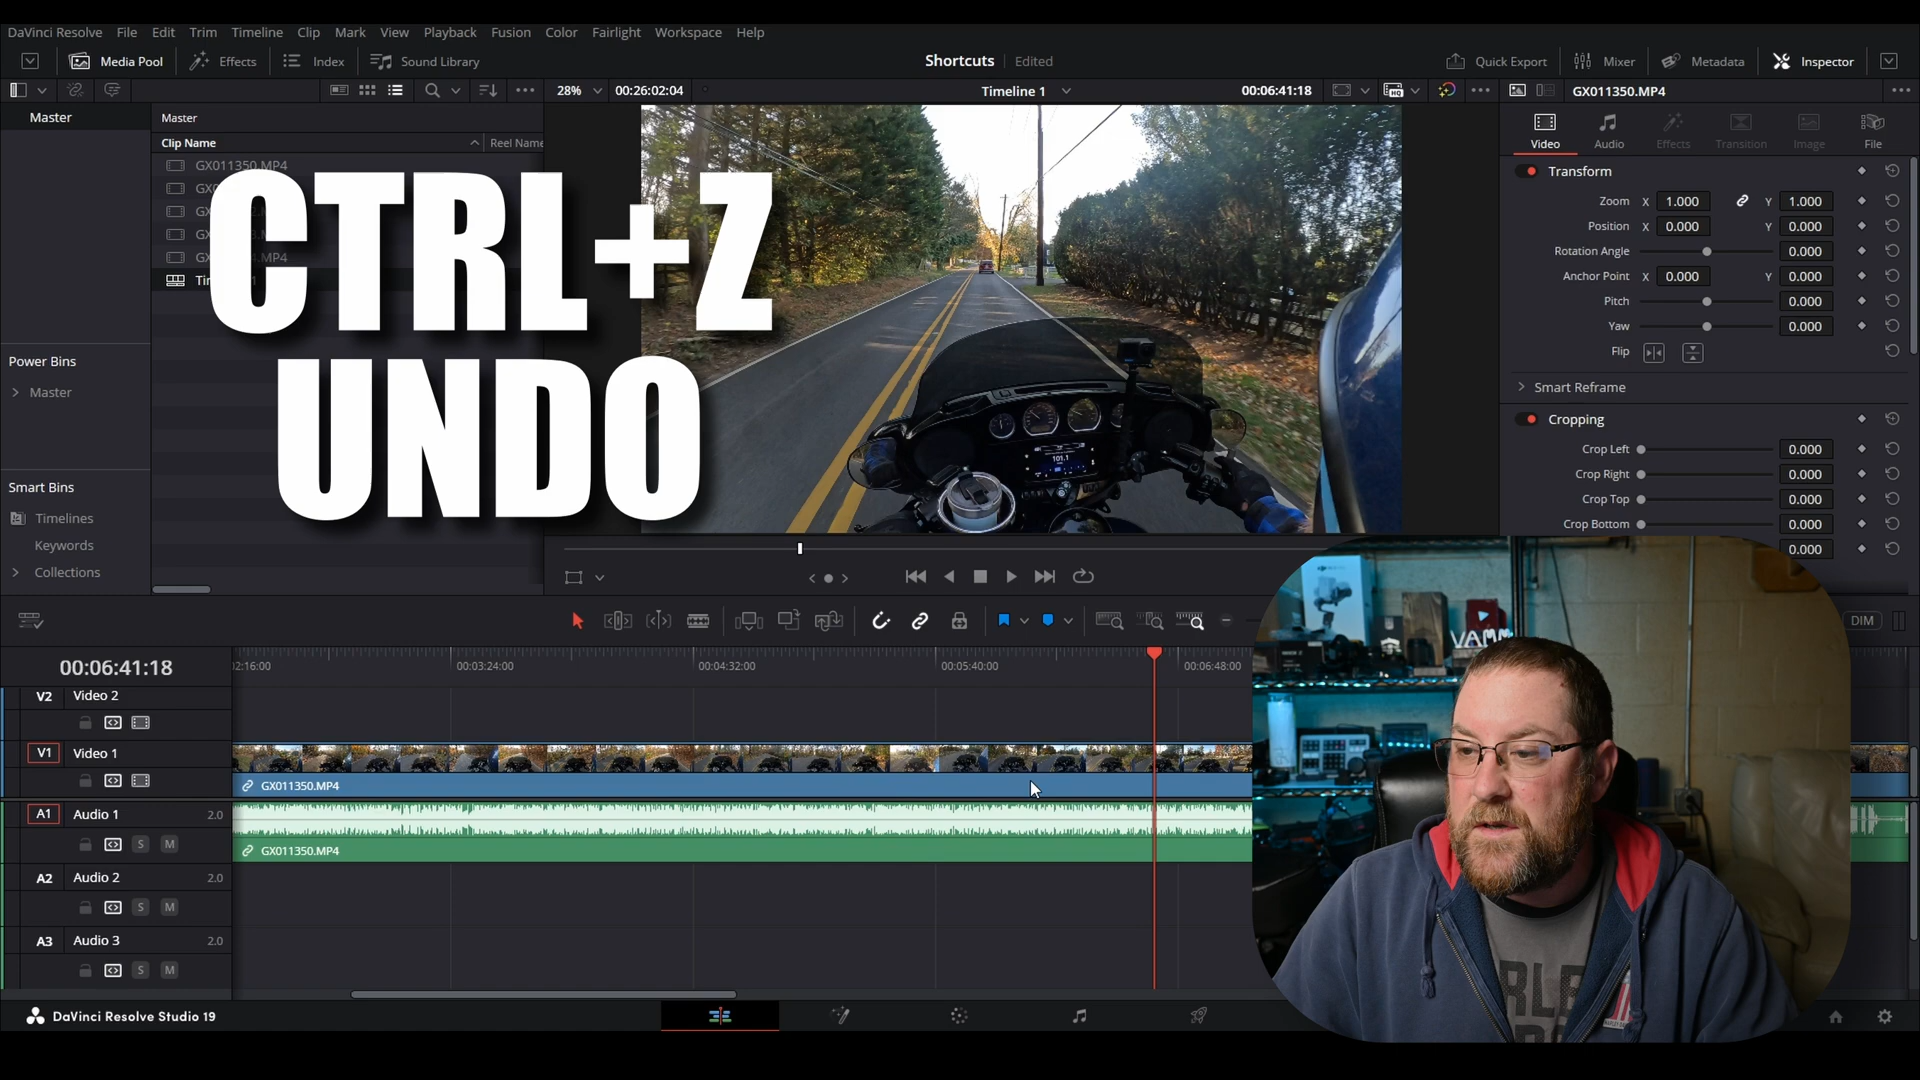 DaVinci Resolve File Edit Trim Timeline Clip Mark View Playback Fusion Color Fairlight Workspace Help
Media Pool Effects Index Sound Library Shortcuts Edited Quick Export Mixer Metadata Inspector
28% 00:26:02:04 Timeline 1 00:06:41:18 GX011350.MP4
Master Master
Clip Name Reel Name
GX011350.MP4
CTRL+Z
UNDO
Power Bins
Master
Smart Bins
Timelines
Keywords
Collections
Video Audio Effects Transition Image File
Transform
Zoom X 1.000 Y 1.000
Position X 0.000 Y 0.000
Rotation Angle 0.000
Anchor Point X 0.000 Y 0.000
Pitch 0.000
Yaw 0.000
Flip
Smart Reframe
Cropping
Crop Left 0.000
Crop Right 0.000
Crop Top 0.000
Crop Bottom 0.000
0.000
101.1
DIM
00:06:41:18
02:16:00 00:03:24:00 00:04:32:00 00:05:40:00 00:06:48:00
V2 Video 2
V1 Video 1
GX011350.MP4
A1 Audio 1 2.0
S M
GX011350.MP4
A2 Audio 2 2.0
S M
A3 Audio 3 2.0
S M
DaVinci Resolve Studio 19